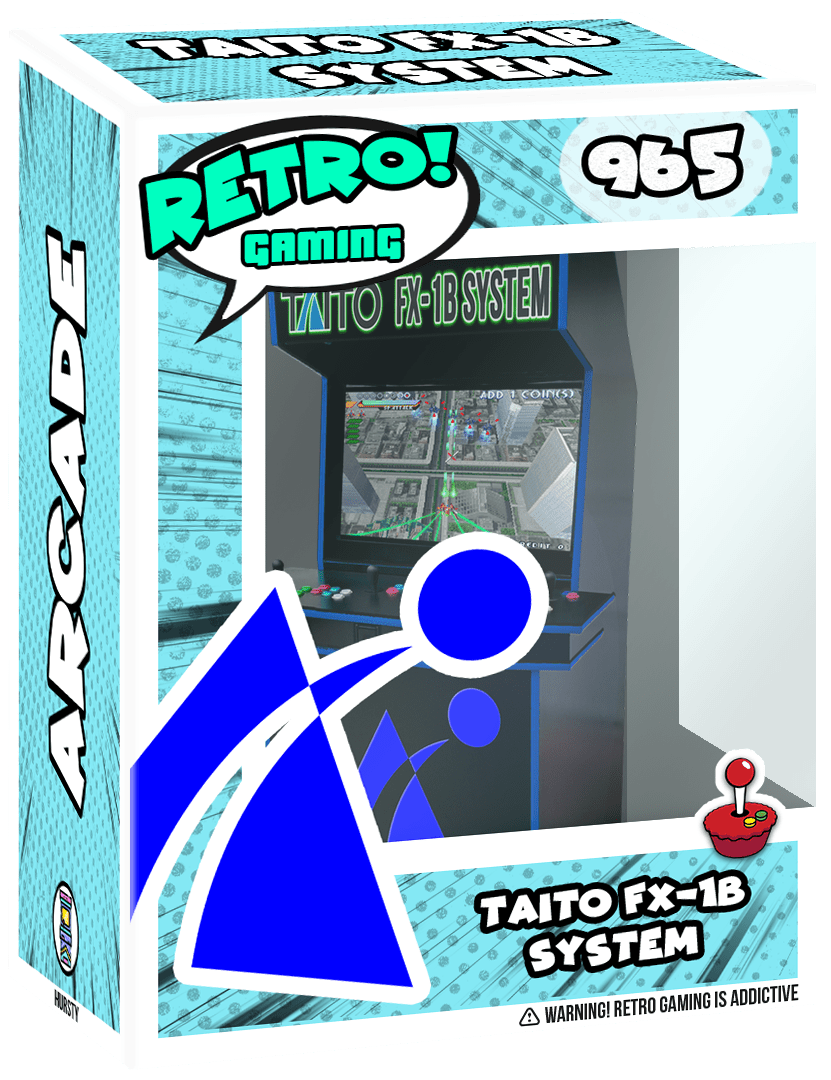 TAITO FX-1B
SYSTEM
RETRO!
GAMING
965
ARCADE
TAITO FX-1B SYSTEM
ADD 1 COIN(S)
TAITO FX-1B
SYSTEM
HURSTY
WARNING! RETRO GAMING IS ADDICTIVE